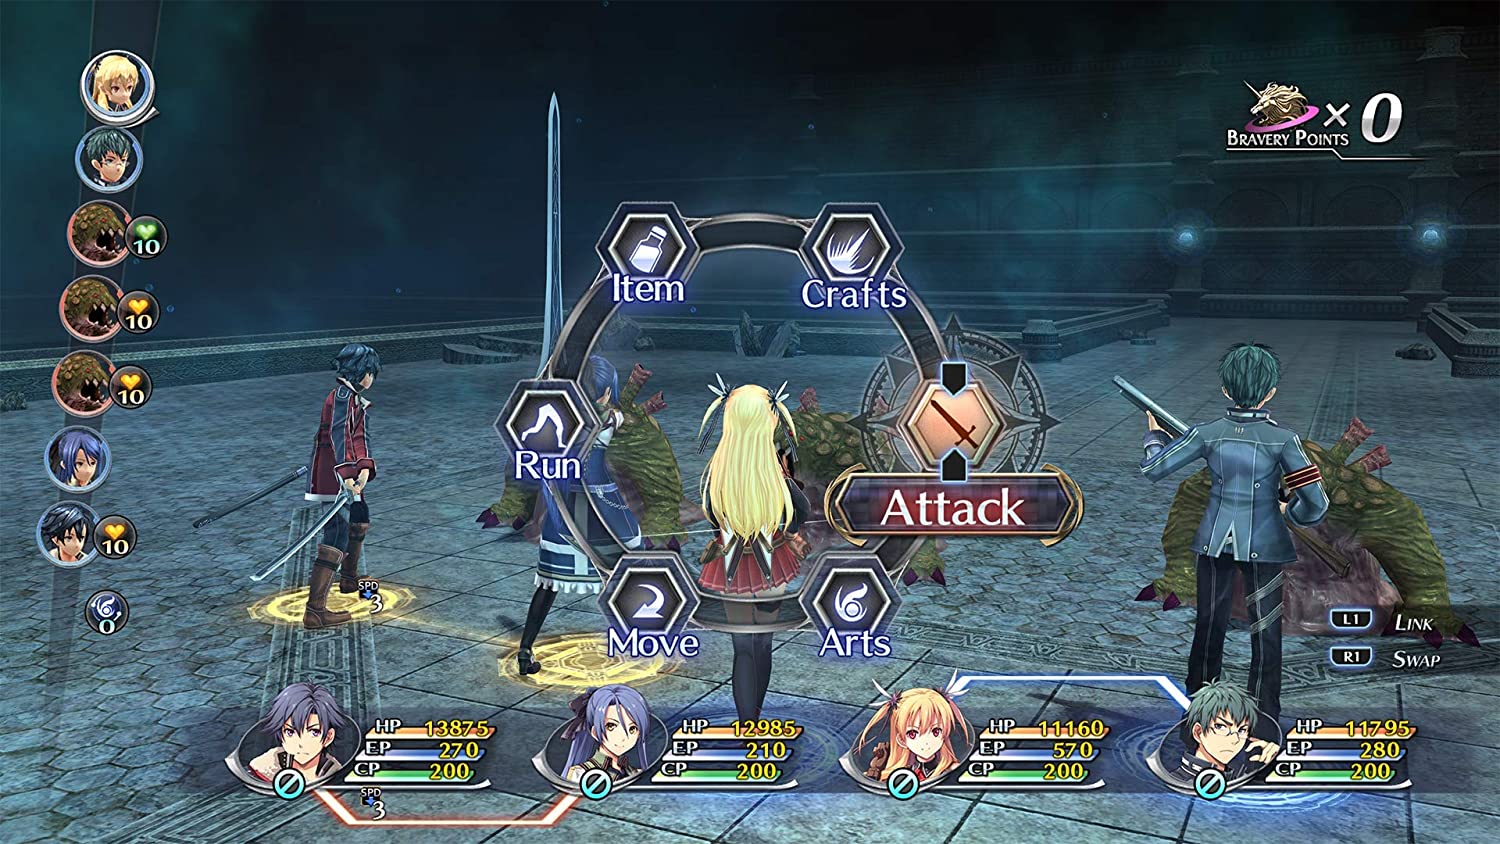 × 0
BRAVERY POINTS
10
10
10
10
0
Item
Crafts
Run
Attack
Move
Arts
SPD
3
L1 LINK
R1 SWAP
HP 13875
EP 270
CP 200
SPD
3
HP 12985
EP 210
CP 200
HP 11160
EP 570
CP 200
HP 11795
EP 280
CP 200